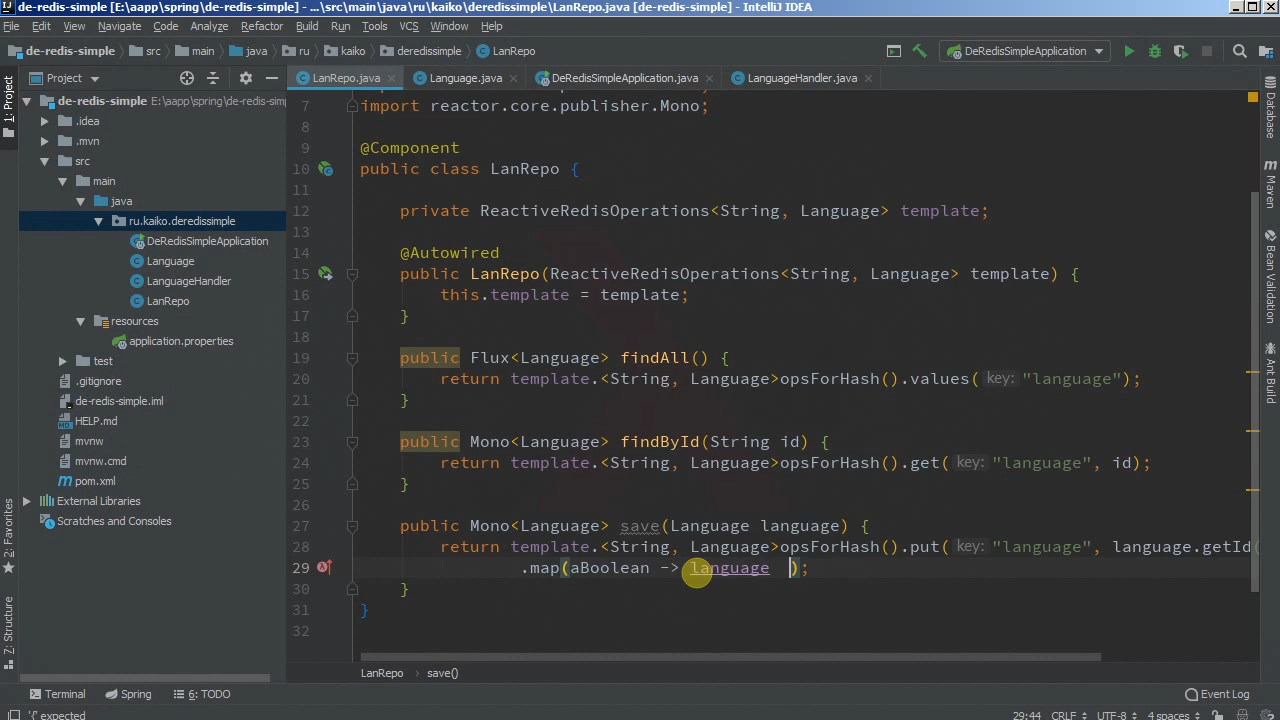 de-redis-simple [E:\aapp\spring\de-redis-simple] - ...\src\main\java\ru\kaiko\deredissimple\LanRepo.java [de-redis-simple] - IntelliJ IDEA
File Edit View Navigate Code Analyze Refactor Build Run Tools VCS Window Help
de-redis-simple src main java ru kaiko deredissimple LanRepo DeRedisSimpleApplication
Project LanRepo.java Language.java DeRedisSimpleApplication.java LanguageHandler.java
1: Project
2: Favorites
Z: Structure
de-redis-simple E:\aapp\spring\de-redis-simp
.idea
.mvn
src
main
java
ru.kaiko.deredissimple
DeRedisSimpleApplication
Language
LanguageHandler
LanRepo
resources
application.properties
test
.gitignore
de-redis-simple.iml
HELP.md
mvnw
mvnw.cmd
pom.xml
External Libraries
Scratches and Consoles
7 import reactor.core.publisher.Mono;
8
9 @Component
10 public class LanRepo {
11
12 private ReactiveRedisOperations<String, Language> template;
13
14 @Autowired
15 public LanRepo(ReactiveRedisOperations<String, Language> template) {
16 this.template = template;
17 }
18
19 public Flux<Language> findAll() {
20 return template.<String, Language>opsForHash().values( key: "language");
21 }
22
23 public Mono<Language> findById(String id) {
24 return template.<String, Language>opsForHash().get( key: "language", id);
25 }
26
27 public Mono<Language> save(Language language) {
28 return template.<String, Language>opsForHash().put( key: "language", language.getId(
29 .map(aBoolean -> language );
30 }
31 }
32
Database
Maven
Bean Validation
Ant Build
LanRepo save()
Terminal Spring 6: TODO Event Log
'(' expected 29:44 CRLF UTF-8 4 spaces